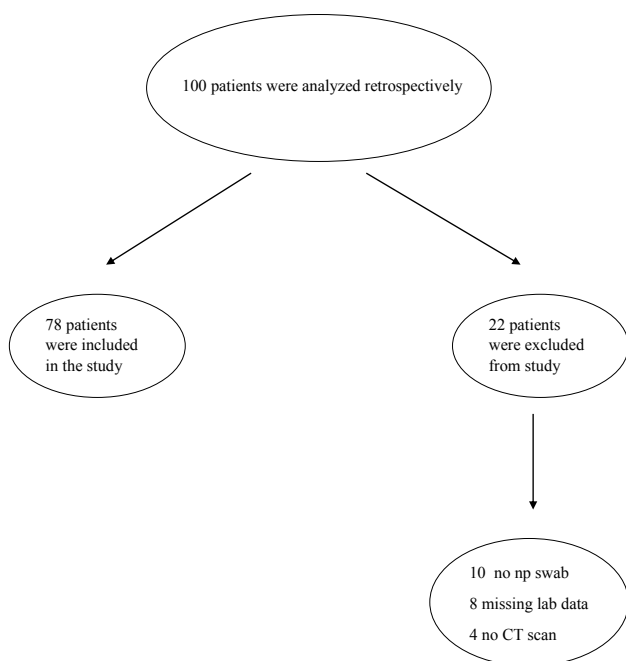 100 patients were analyzed retrospectively
78 patients
were included
in the study
22 patients
were excluded
from study
10 no np swab
8 missing lab data
4 no CT scan